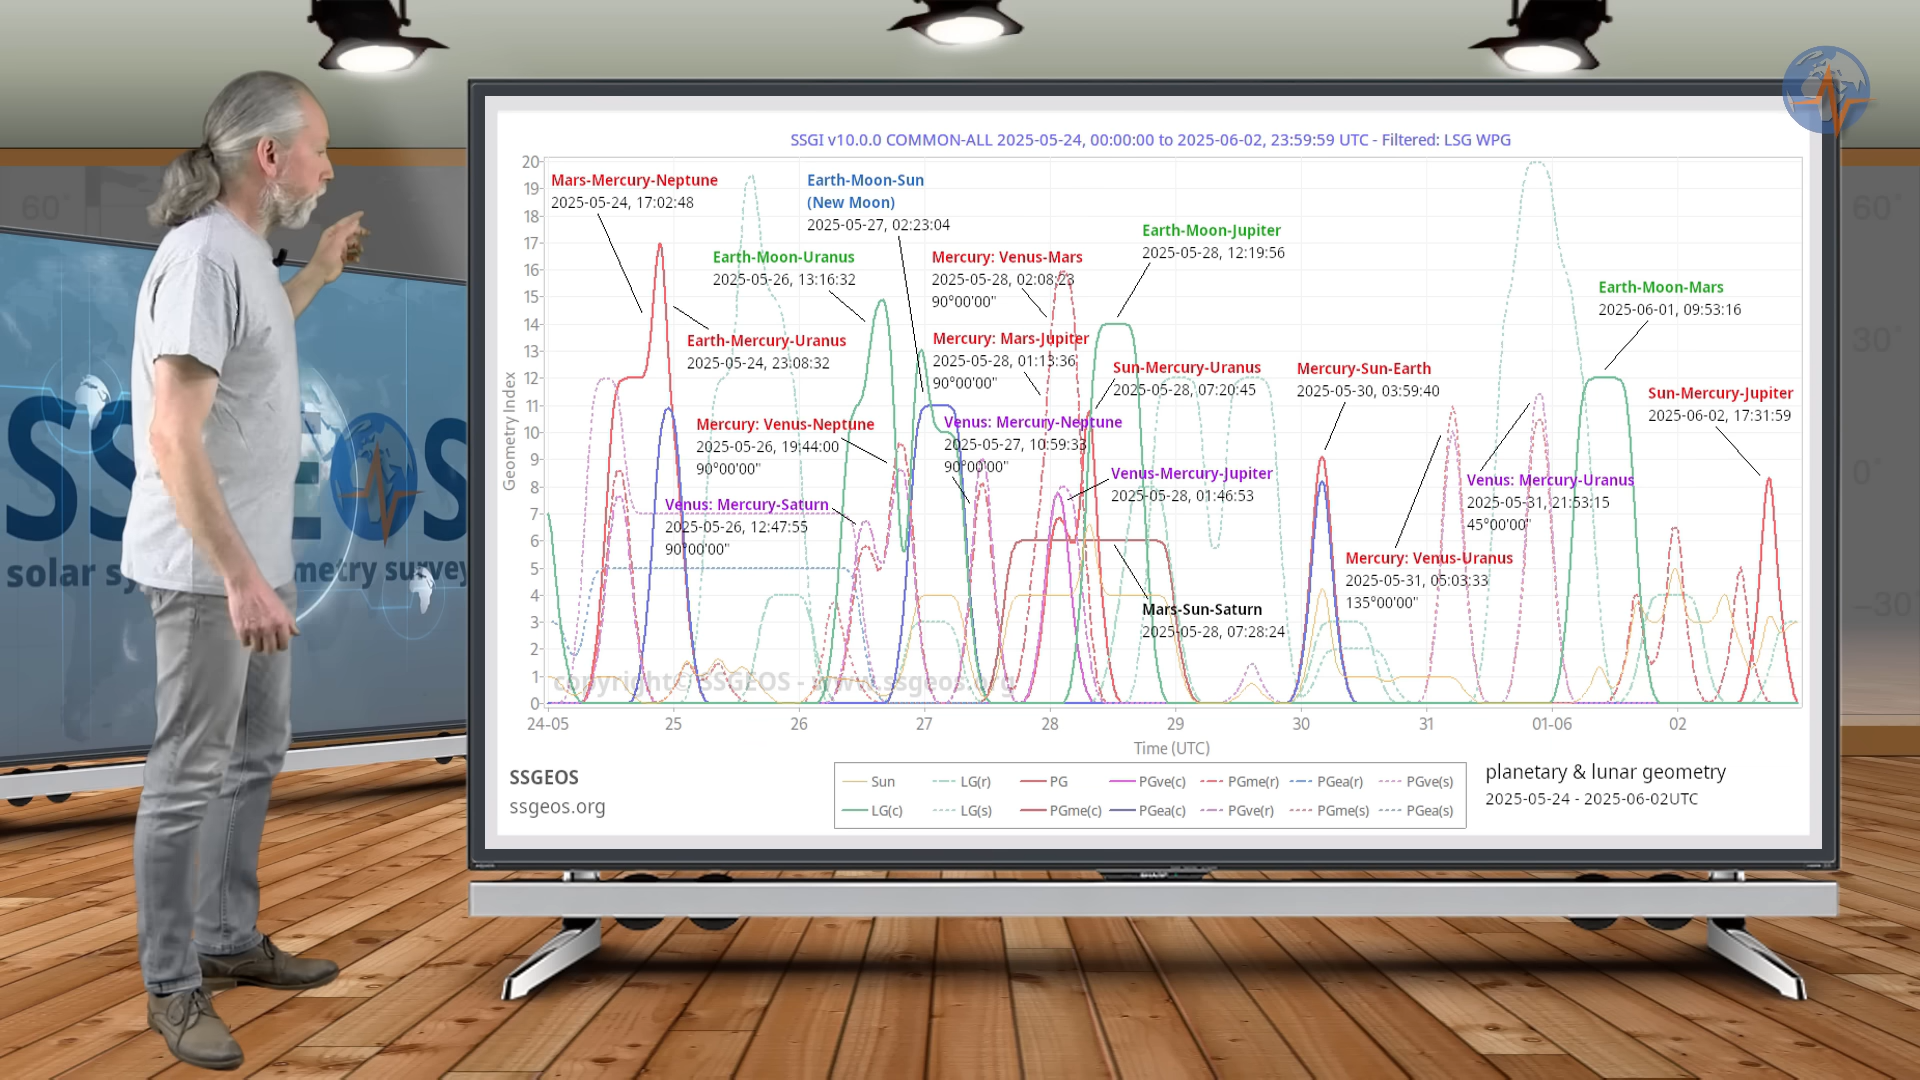 SSGI v10.0.0 COMMON-ALL 2025-05-24, 00:00:00 to 2025-06-02, 23:59:59 UTC - Filtered: LSG WPG
Geometry Index
20
19
18
17
16
15
14
13
12
11
10
9
8
7
6
5
4
3
2
1
0
Mars-Mercury-Neptune
2025-05-24, 17:02:48
Earth-Mercury-Uranus
2025-05-24, 23:08:32
Earth-Moon-Uranus
2025-05-26, 13:16:32
Mercury: Venus-Neptune
2025-05-26, 19:44:00
90°00'00"
Venus: Mercury-Saturn
2025-05-26, 12:47:55
90°00'00"
Earth-Moon-Sun
(New Moon)
2025-05-27, 02:23:04
Mercury: Venus-Mars
2025-05-28, 02:08:23
90°00'00"
Mercury: Mars-Jupiter
2025-05-28, 01:13:36
90°00'00"
Venus: Mercury-Neptune
2025-05-27, 10:59:33
90°00'00"
Earth-Moon-Jupiter
2025-05-28, 12:19:56
Sun-Mercury-Uranus
2025-05-28, 07:20:45
Venus-Mercury-Jupiter
2025-05-28, 01:46:53
Mars-Sun-Saturn
2025-05-28, 07:28:24
Mercury-Sun-Earth
2025-05-30, 03:59:40
Mercury: Venus-Uranus
2025-05-31, 05:03:33
135°00'00"
Venus: Mercury-Uranus
2025-05-31, 21:53:15
45°00'00"
Earth-Moon-Mars
2025-06-01, 09:53:16
Sun-Mercury-Jupiter
2025-06-02, 17:31:59
copyright© SSGEOS - www.ssgeos.org
24-05 25 26 27 28 29 30 31 01-06 02
Time (UTC)
SSGEOS
ssgeos.org
Sun LG(r) PG PGve(c) PGme(r) PGea(r) PGve(s)
LG(c) LG(s) PGme(c) PGea(c) PGve(r) PGme(s) PGea(s)
planetary & lunar geometry
2025-05-24 - 2025-06-02UTC
60°
60°
30°
0°
-30°